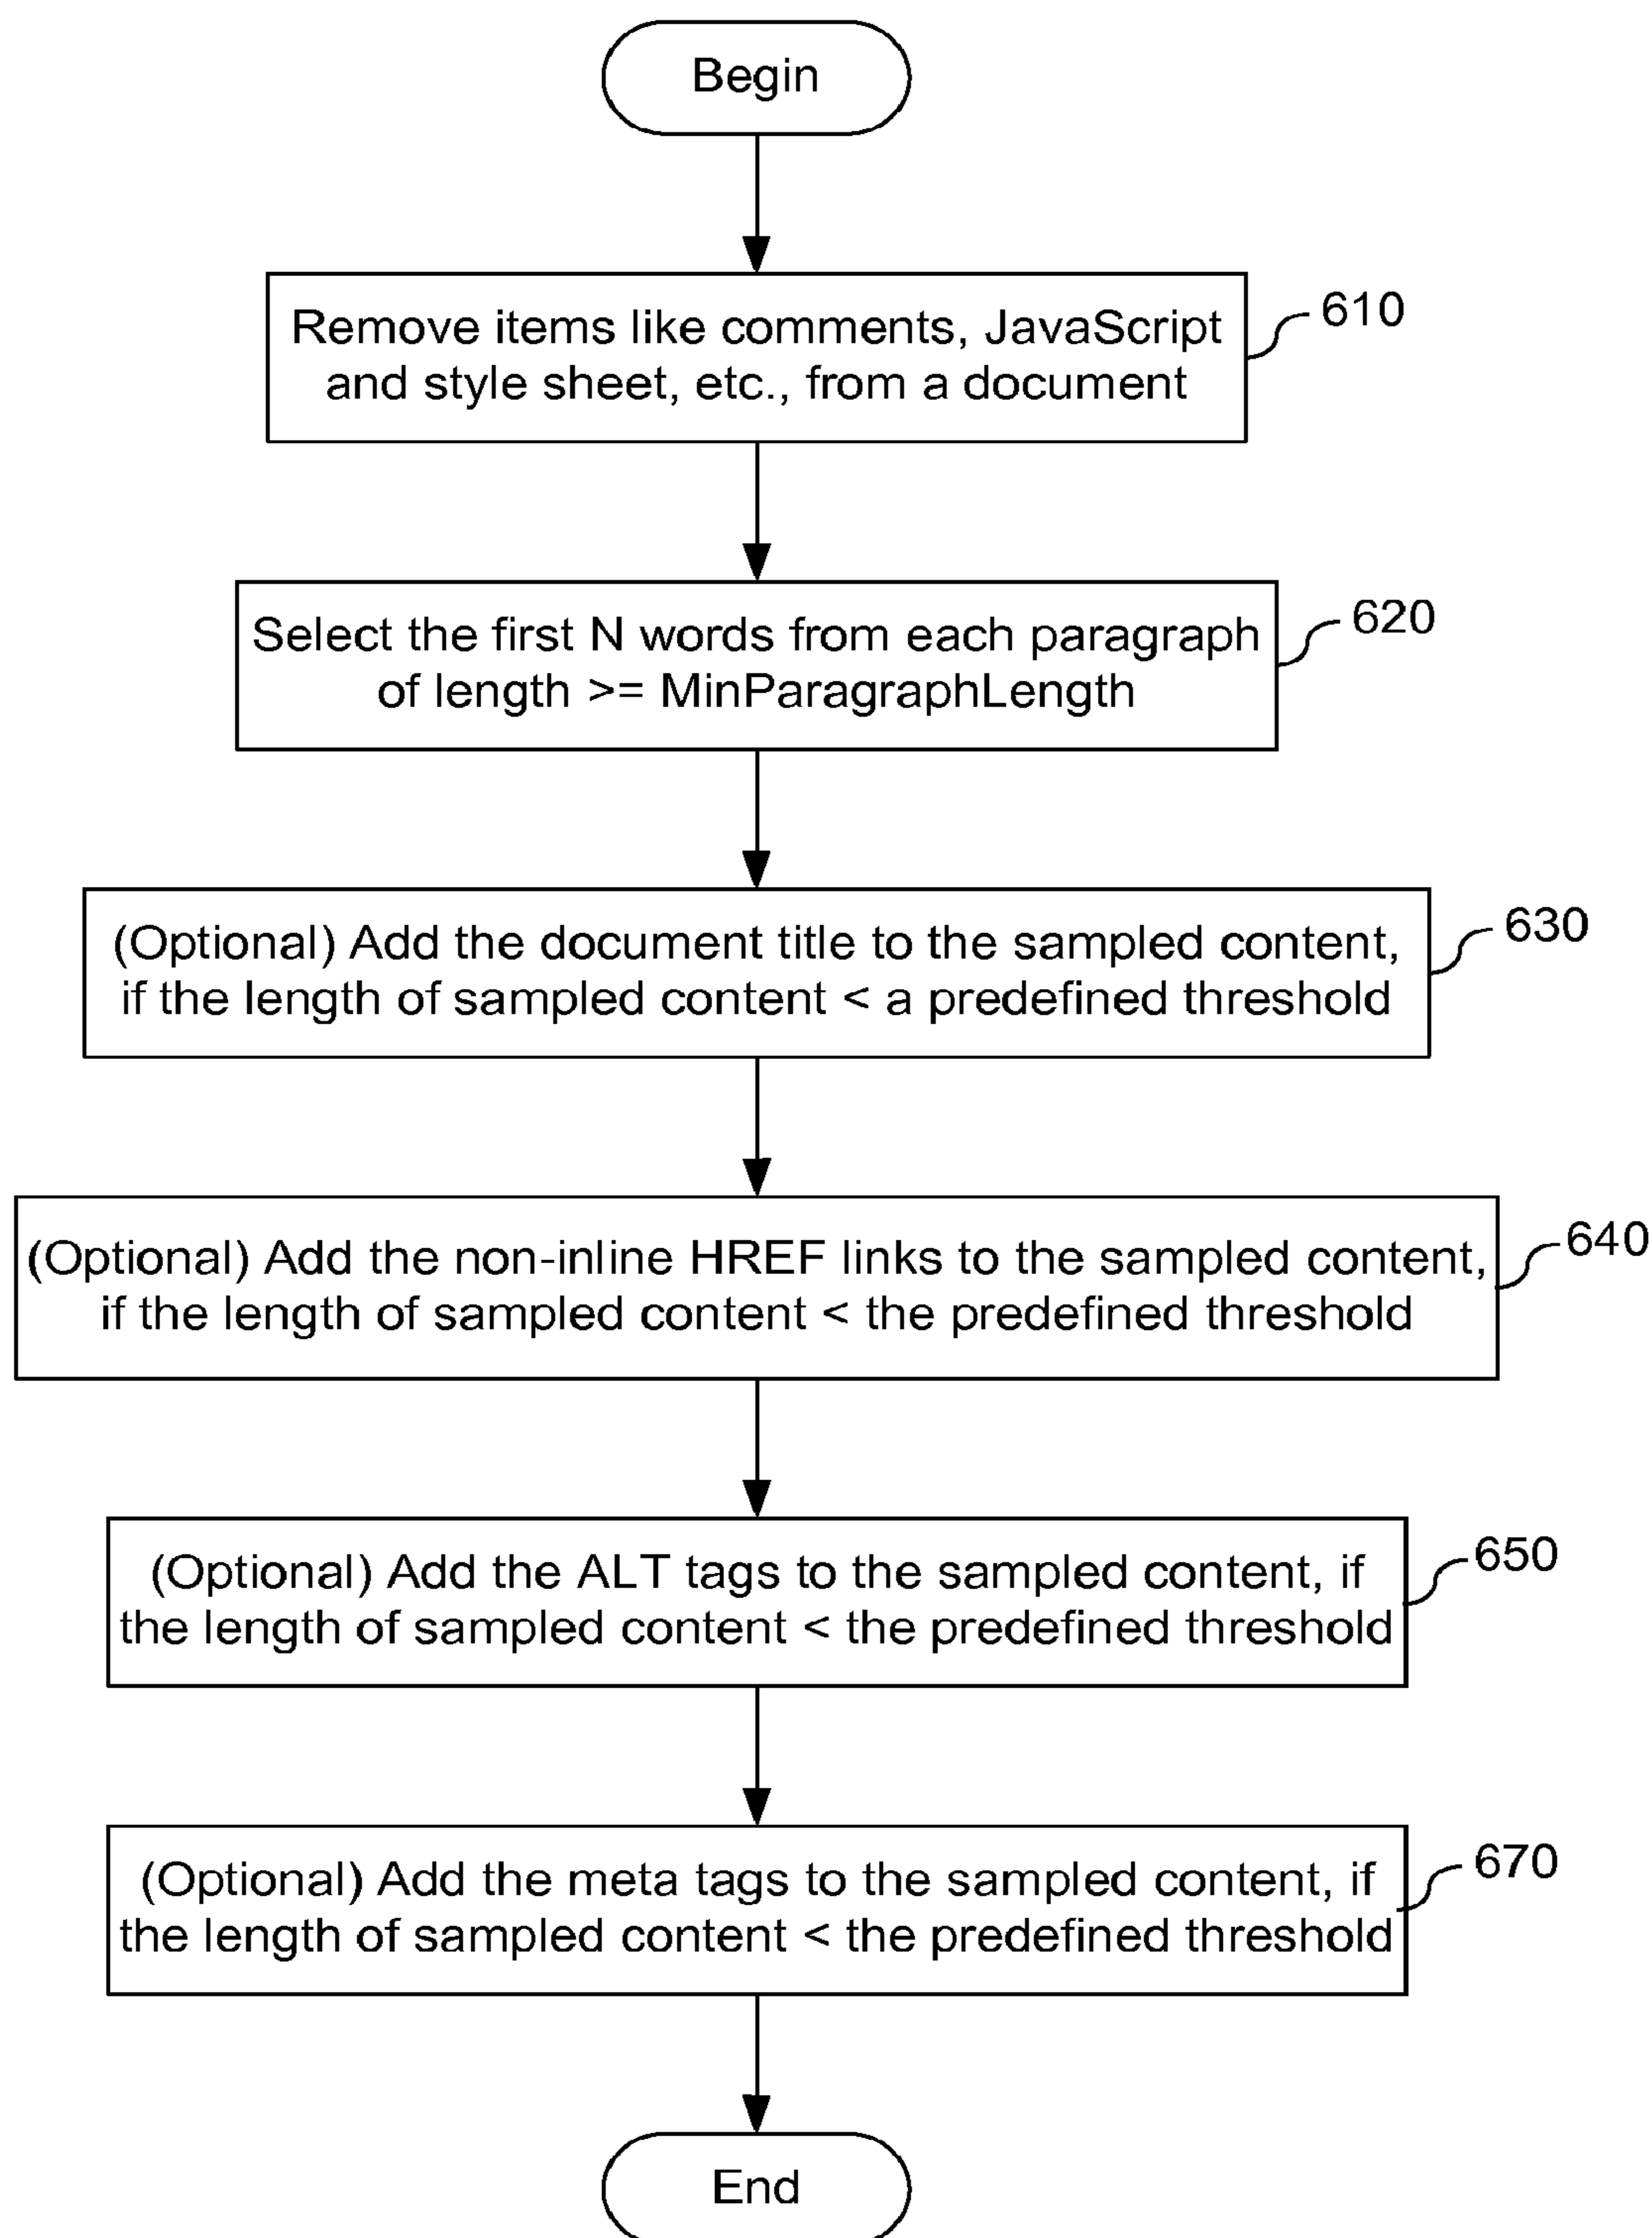 Begin
Remove items like comments, JavaScript
and style sheet, etc., from a document
610
Select the first N words from each paragraph
of length >= MinParagraphLength
620
(Optional) Add the document title to the sampled content,
if the length of sampled content < a predefined threshold
630
(Optional) Add the non-inline HREF links to the sampled content,
if the length of sampled content < the predefined threshold
640
(Optional) Add the ALT tags to the sampled content, if
the length of sampled content < the predefined threshold
650
(Optional) Add the meta tags to the sampled content, if
the length of sampled content < the predefined threshold
670
End